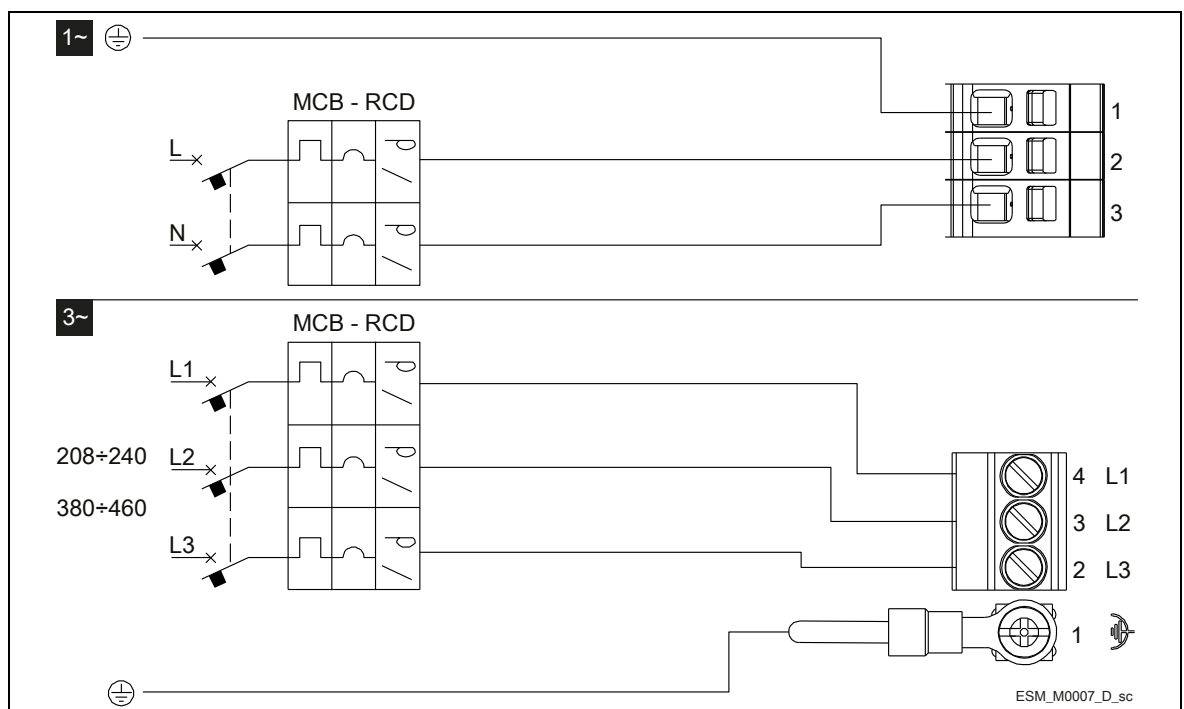 1~
MCB - RCD
L
N
1
2
3
3~
MCB - RCD
L1
208÷240 L2
380÷460
L3
4 L1
3 L2
2 L3
1
ESM_M0007_D_sc